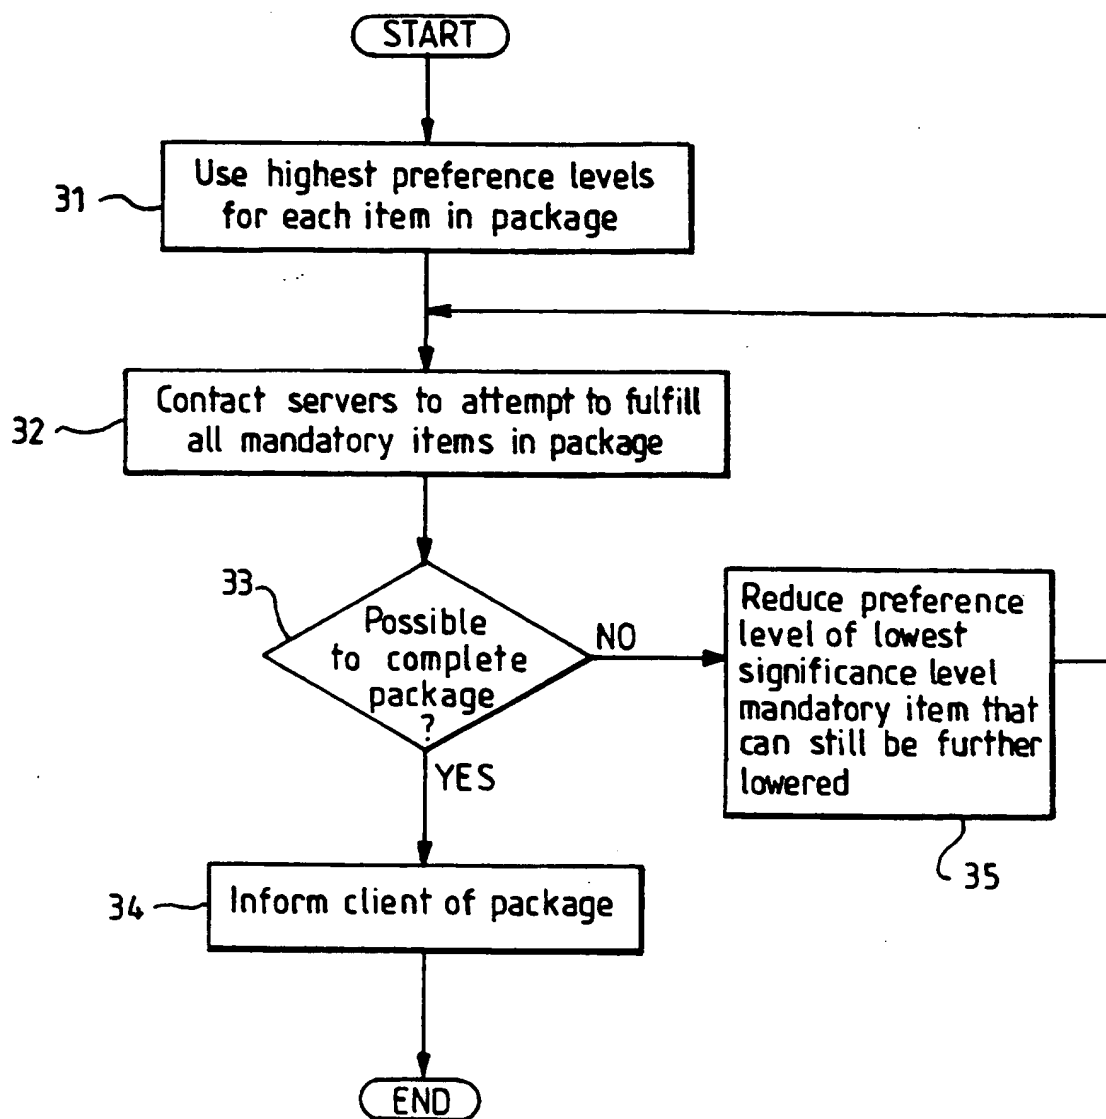 START
31
Use highest preference levels
for each item in package
32
Contact servers to attempt to fulfill
all mandatory items in package
33
Possible
to complete
package
?
NO
YES
Reduce preference
level of lowest
significance level
mandatory item that
can still be further
lowered
35
34
Inform client of package
END